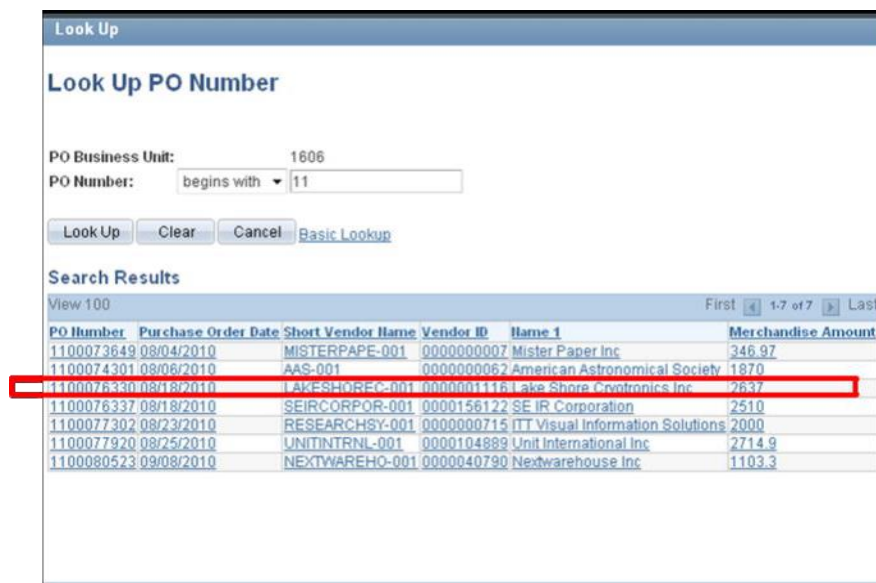 Look Up
Look Up PO Number
PO Business Unit: 1606
PO Number: begins with 11
Look Up Clear Cancel Basic Lookup
Search Results
View 100 First 1-7 of 7 Last
PO Number Purchase Order Date Short Vendor Name Vendor ID Name 1 Merchandise Amount
1100073649 08/04/2010 MISTERPAPE-001 0000000007 Mister Paper Inc 346.97
1100074301 08/06/2010 AAS-001 0000000062 American Astronomical Society 1870
1100076330 08/18/2010 LAKESHOREC-001 0000001116 Lake Shore Cryotronics Inc 2637
1100076337 08/18/2010 SEIRCORPOR-001 0000156122 SE IR Corporation 2510
1100077302 08/23/2010 RESEARCHSY-001 0000000715 ITT Visual Information Solutions 2000
1100077920 08/25/2010 UNITINTRNL-001 0000104889 Unit International Inc 2714.9
1100080523 09/08/2010 NEXTWAREHO-001 0000040790 Nextwarehouse Inc 1103.3